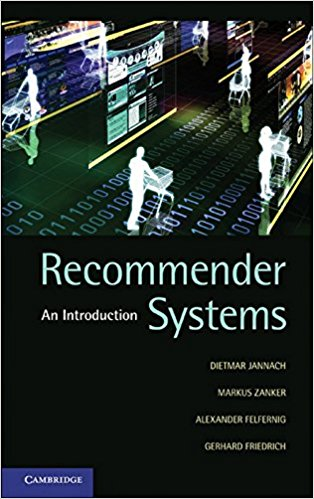 Recommender
An Introduction Systems
DIETMAR JANNACH
MARKUS ZANKER
ALEXANDER FELFERNIG
GERHARD FRIEDRICH
CAMBRIDGE